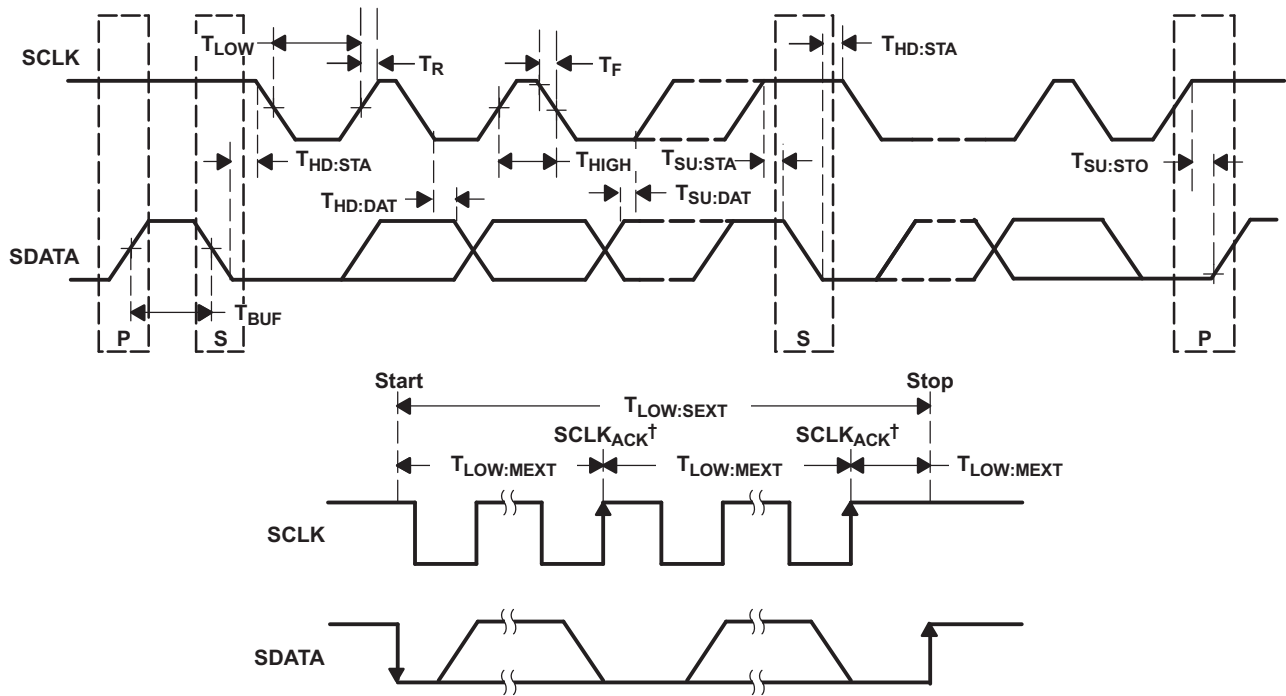 T_LOW
SCLK
T_R
T_F
T_HD:STA
T_HD:STA
T_HIGH
T_SU:STA
T_SU:STO
T_HD:DAT
T_SU:DAT
SDATA
T_BUF
P
S
S
P
Start
Stop
T_LOW:SEXT
SCLK_ACK†
SCLK_ACK†
T_LOW:MEXT
T_LOW:MEXT
T_LOW:MEXT
SCLK
SDATA